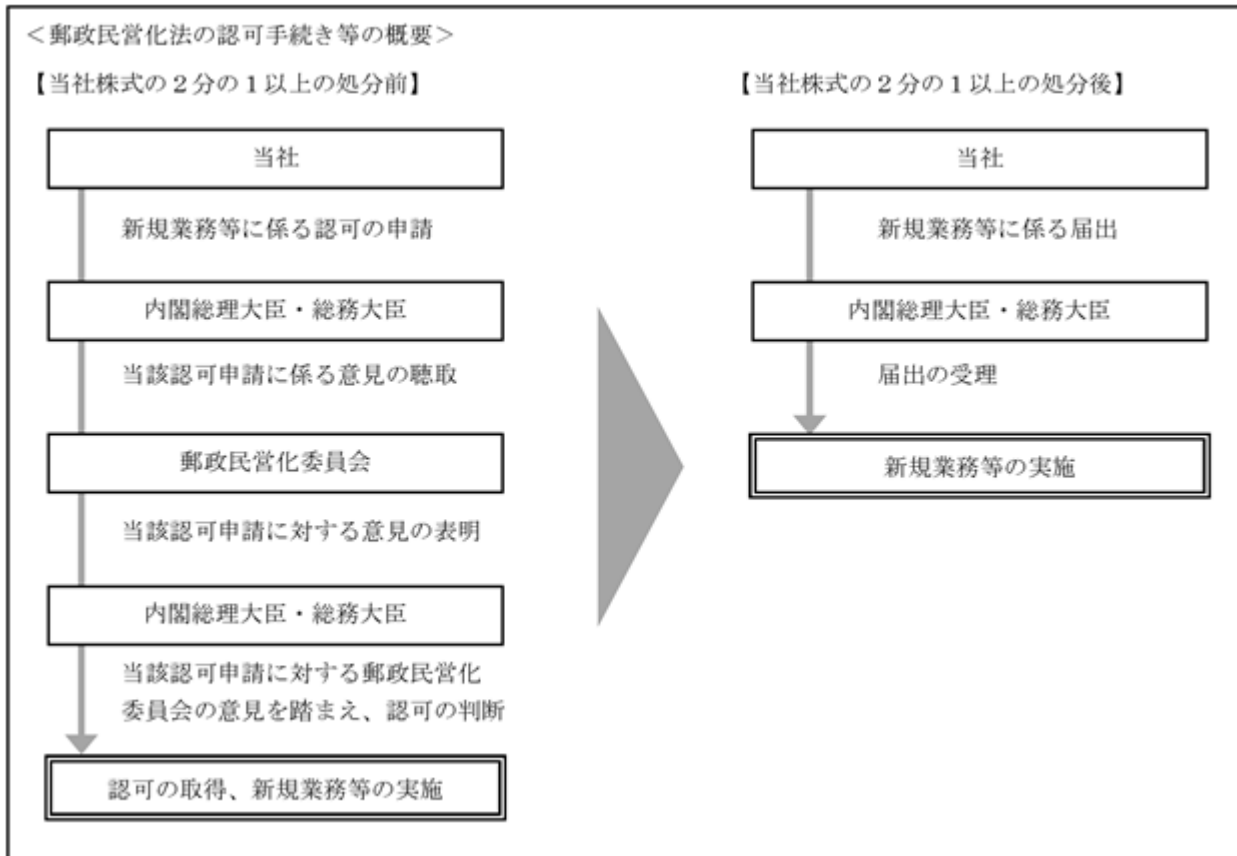 ＜郵政民営化法の認可手続き等の概要＞
【当社株式の２分の１以上の処分前】
当社
新規業務等に係る認可の申請
内閣総理大臣・総務大臣
当該認可申請に係る意見の聴取
郵政民営化委員会
当該認可申請に対する意見の表明
内閣総理大臣・総務大臣
当該認可申請に対する郵政民営化
委員会の意見を踏まえ、認可の判断
認可の取得、新規業務等の実施
【当社株式の２分の１以上の処分後】
当社
新規業務等に係る届出
内閣総理大臣・総務大臣
届出の受理
新規業務等の実施